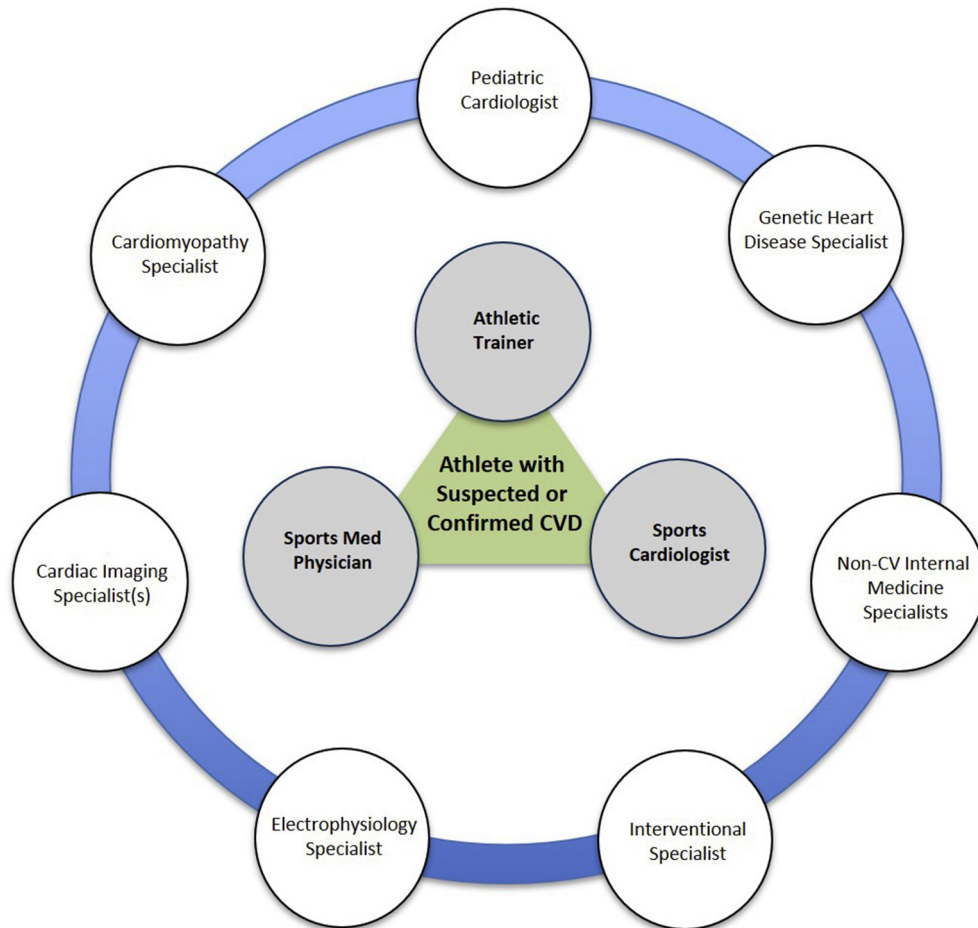 Pediatric
Cardiologist
Genetic Heart
Disease Specialist
Cardiomyopathy
Specialist
Athletic
Trainer
Athlete with
Suspected or
Confirmed CVD
Sports Med
Physician
Sports
Cardiologist
Cardiac Imaging
Specialist(s)
Non-CV Internal
Medicine
Specialists
Electrophysiology
Specialist
Interventional
Specialist